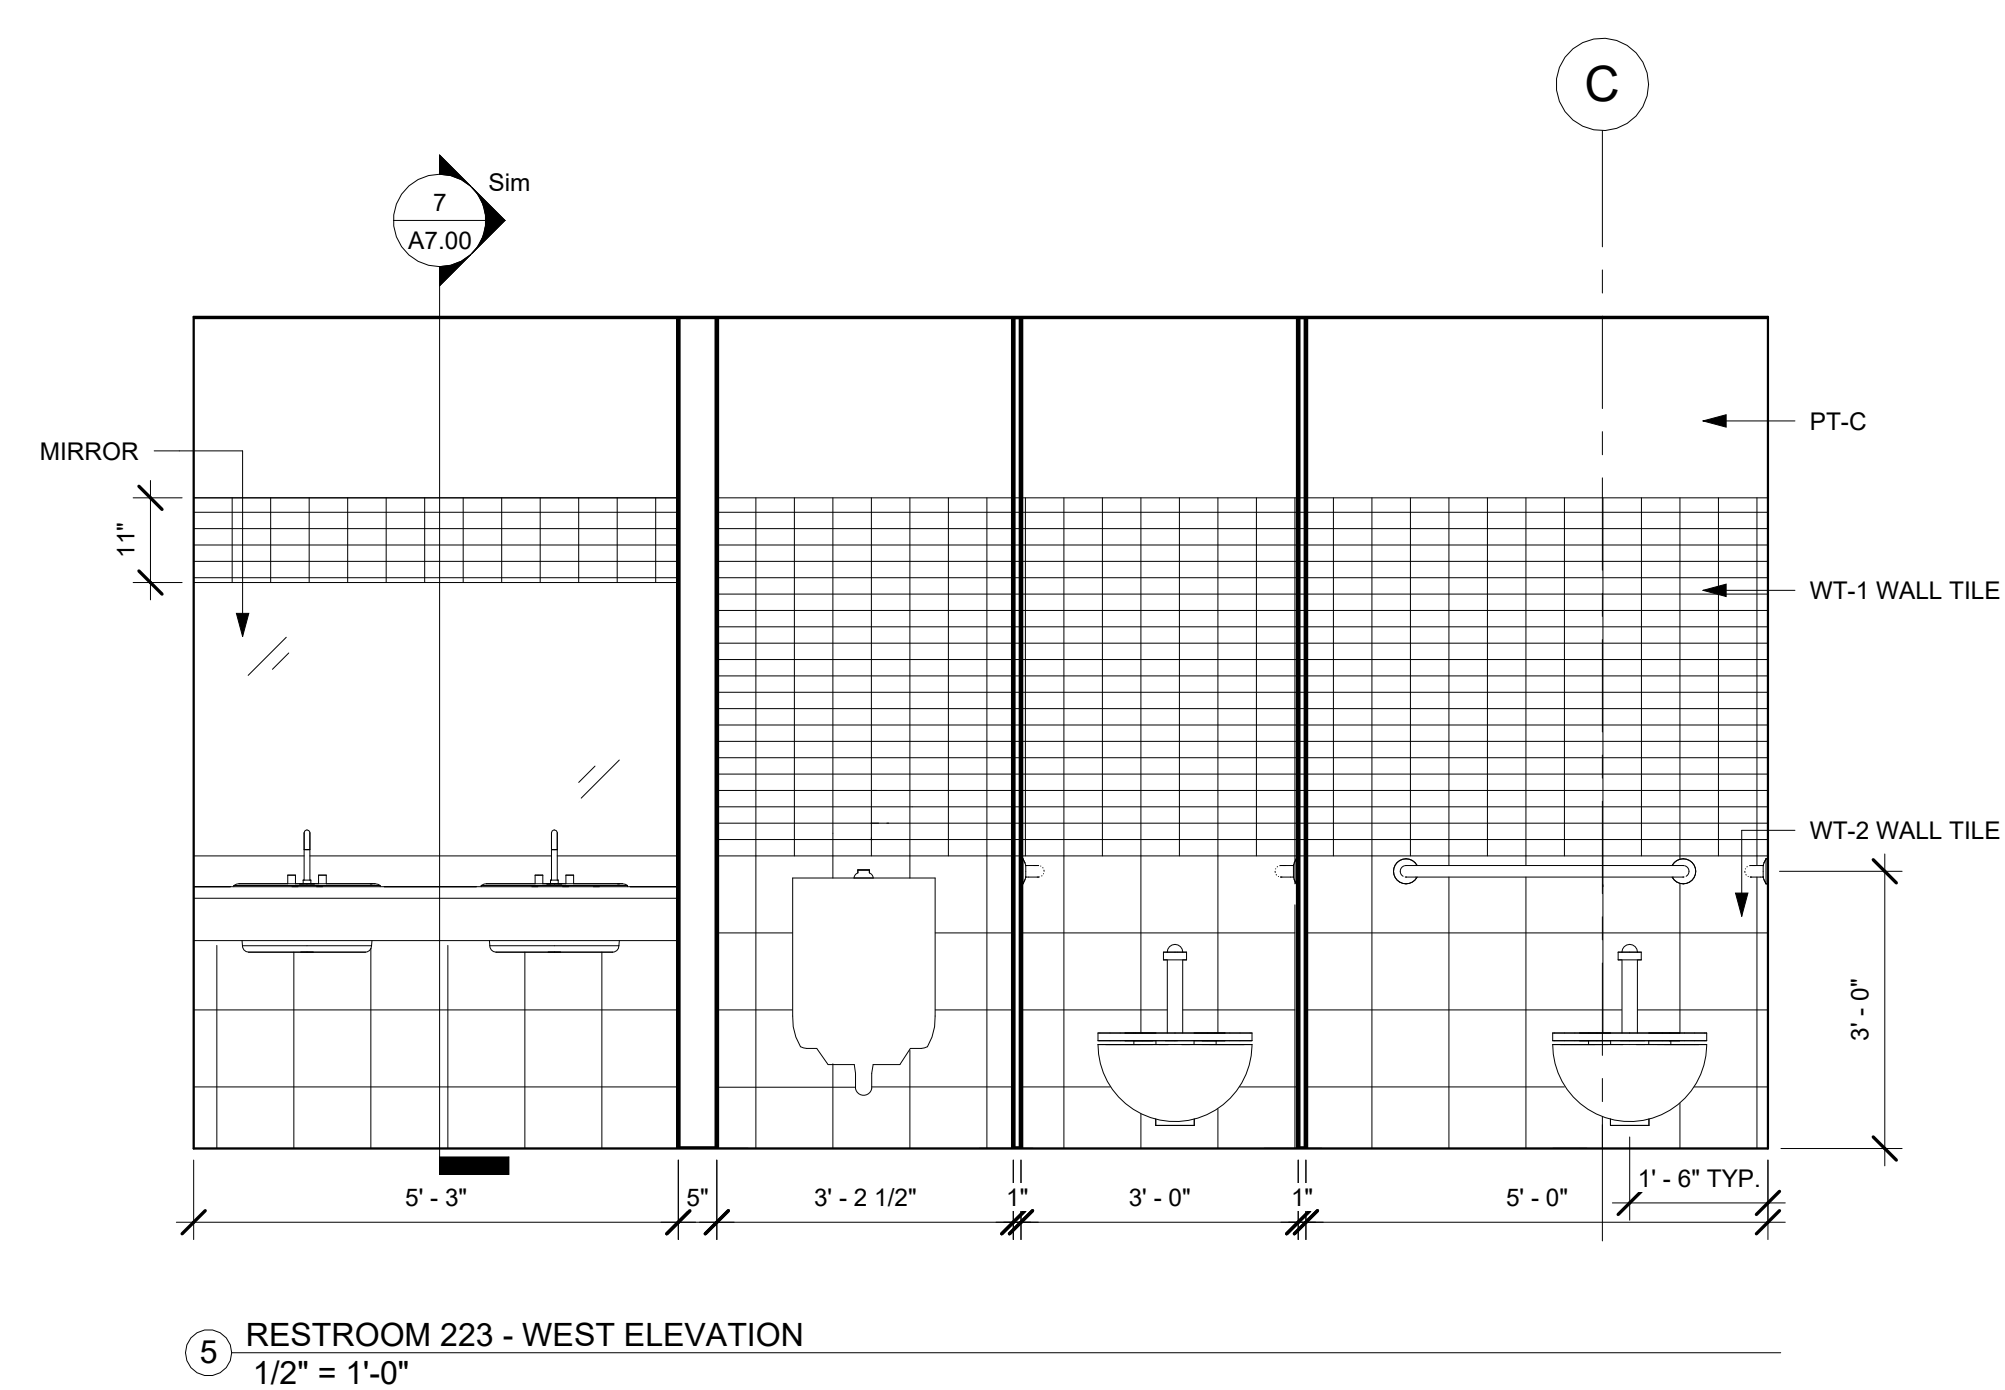 C
7
A7.00
Sim
MIRROR
PT-C
11"
WT-1 WALL TILE
WT-2 WALL TILE
3' - 0"
5' - 3"
5"
3' - 2 1/2"
1"
3' - 0"
1"
5' - 0"
1' - 6" TYP.
5
RESTROOM 223 - WEST ELEVATION
1/2" = 1'-0"